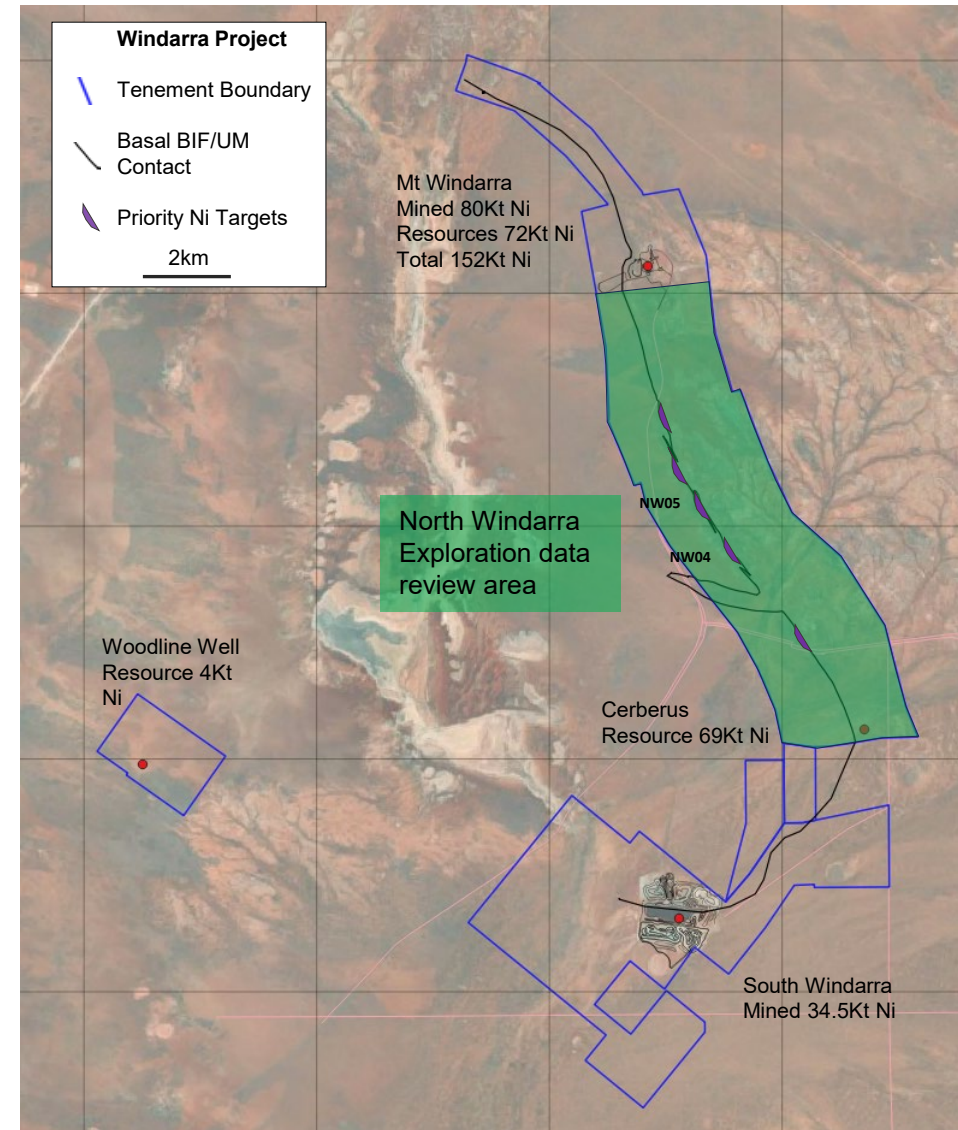 Windarra Project
Tenement Boundary
Basal BIF/UM
Contact
Priority Ni Targets
2km
Mt Windarra
Mined 80Kt Ni
Resources 72Kt Ni
Total 152Kt Ni
NW05
North Windarra
Exploration data
review area
NW04
Woodline Well
Resource 4Kt
Ni
Cerberus
Resource 69Kt Ni
South Windarra
Mined 34.5Kt Ni